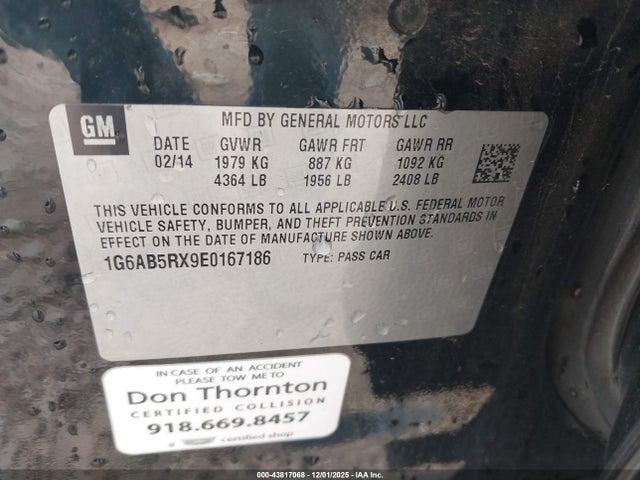 GM
MFD BY GENERAL MOTORS LLC
DATE GVWR GAWR FRT GAWR RR
02/14 1979 KG 887 KG 1092 KG
4364 LB 1956 LB 2408 LB
THIS VEHICLE CONFORMS TO ALL APPLICABLE U.S. FEDERAL MOTOR
VEHICLE SAFETY, BUMPER, AND THEFT PREVENTION STANDARDS IN
EFFECT ON THE DATE OF MANUFACTURE SHOWN ABOVE.
1G6AB5RX9E0167186 TYPE: PASS CAR
IN CASE OF AN ACCIDENT
PLEASE TOW ME TO
Don Thornton
CERTIFIED COLLISION
918.669.8457
certified shop
000-43817068 - 12/01/2025 - IAA Inc.